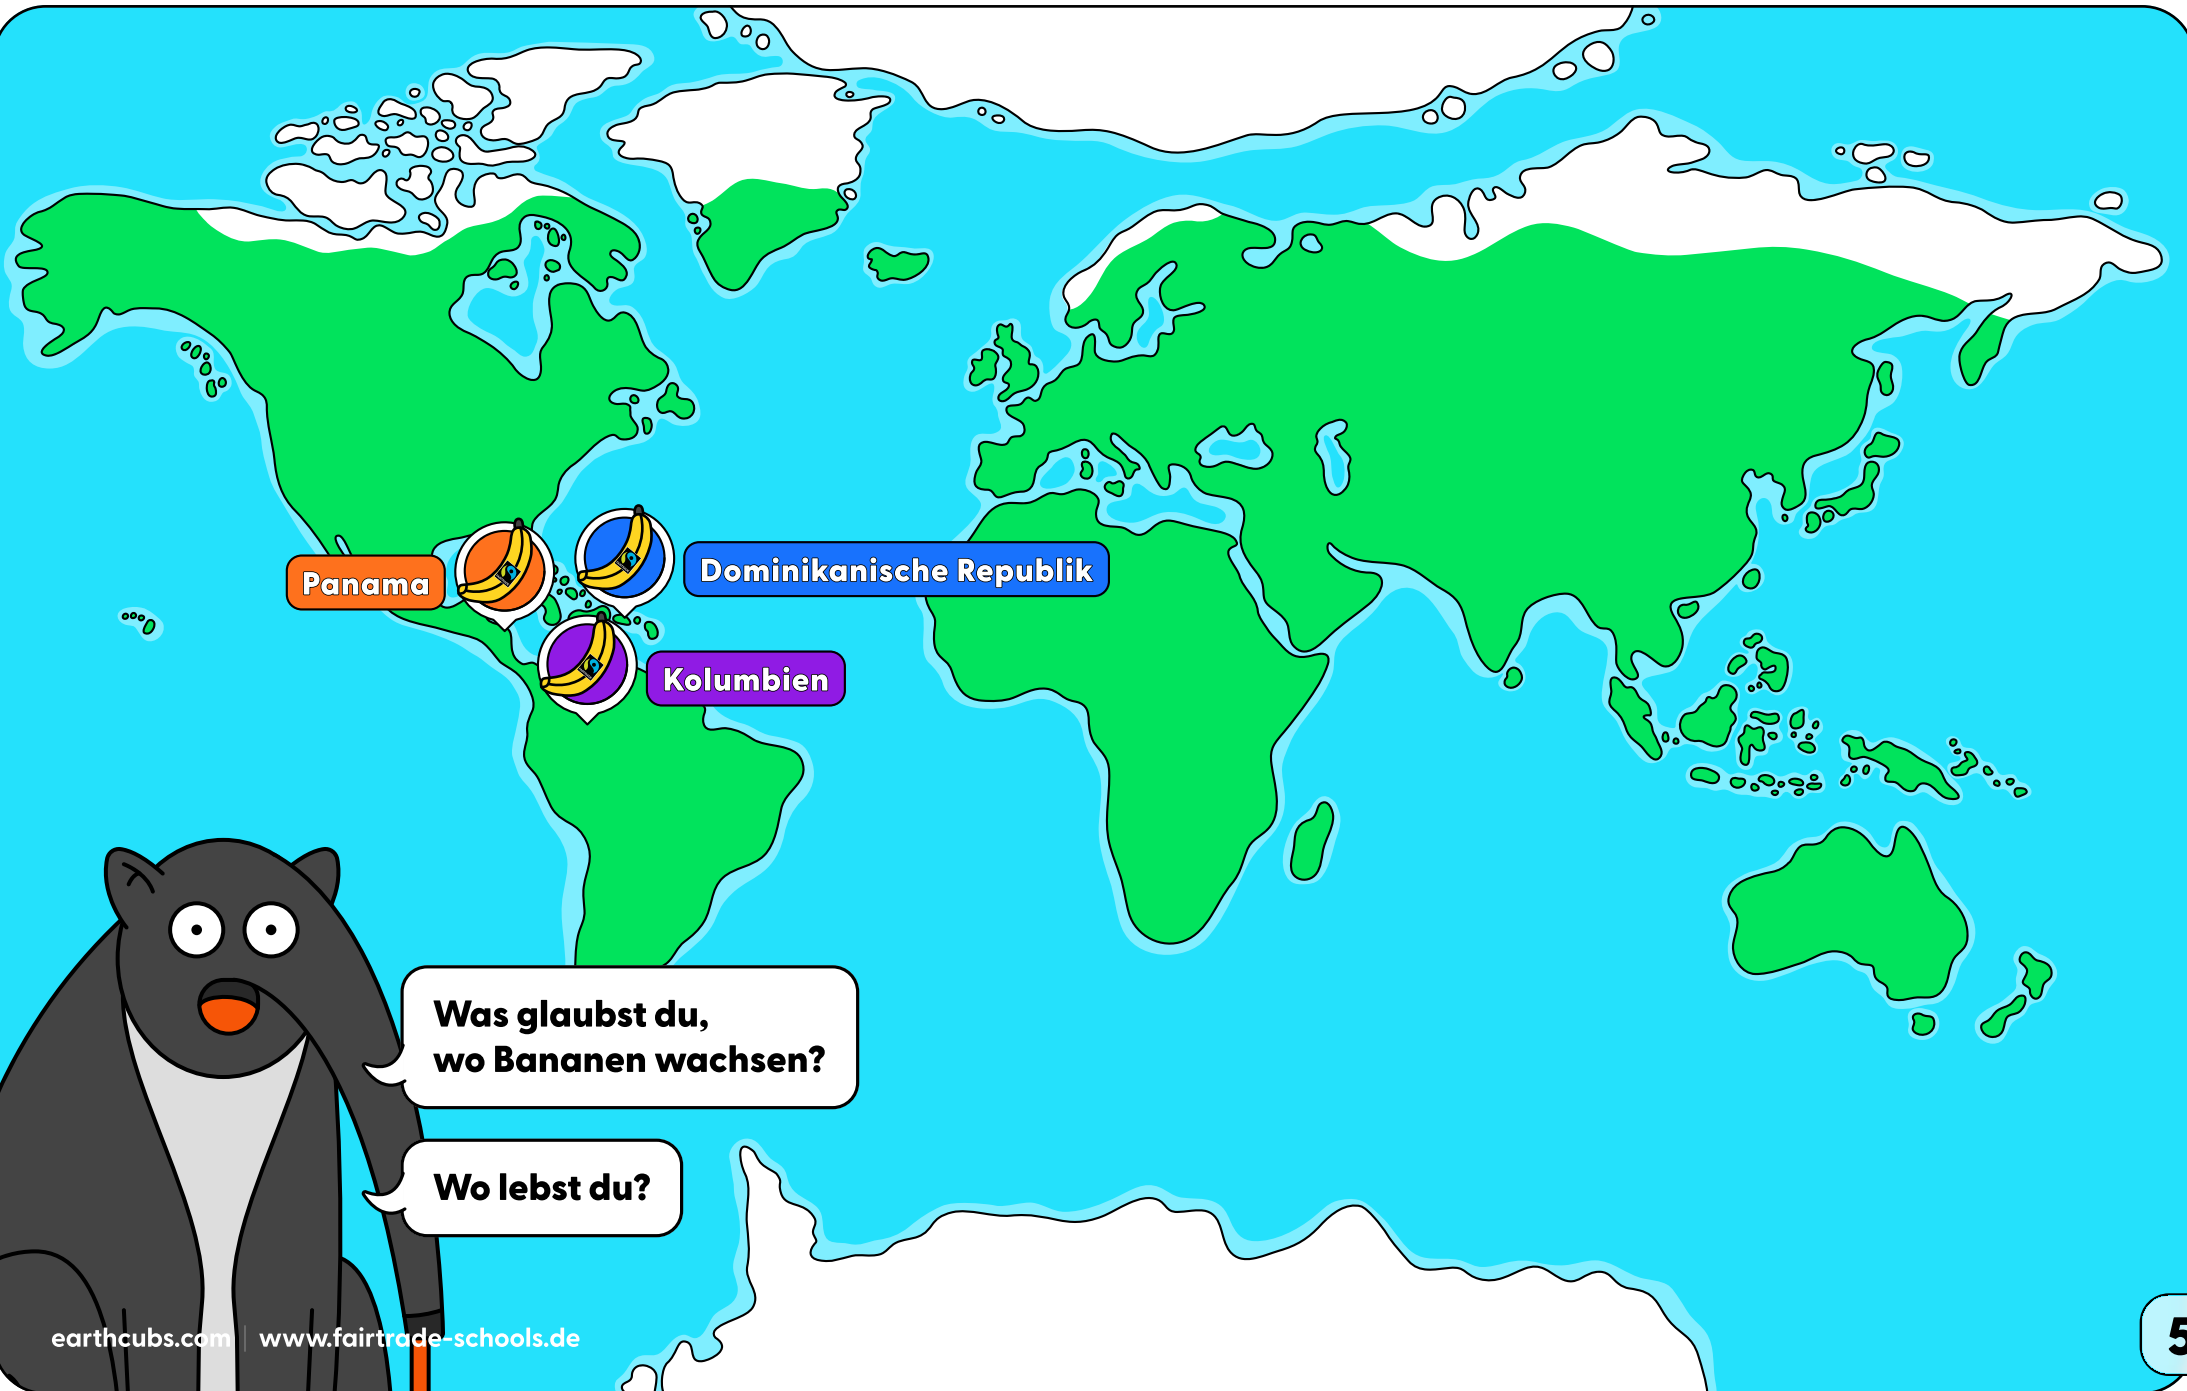 Panama
Dominikanische Republik
Kolumbien
Was glaubst du,
wo Bananen wachsen?
Wo lebst du?
earthcubs.com | www.fairtrade-schools.de
5